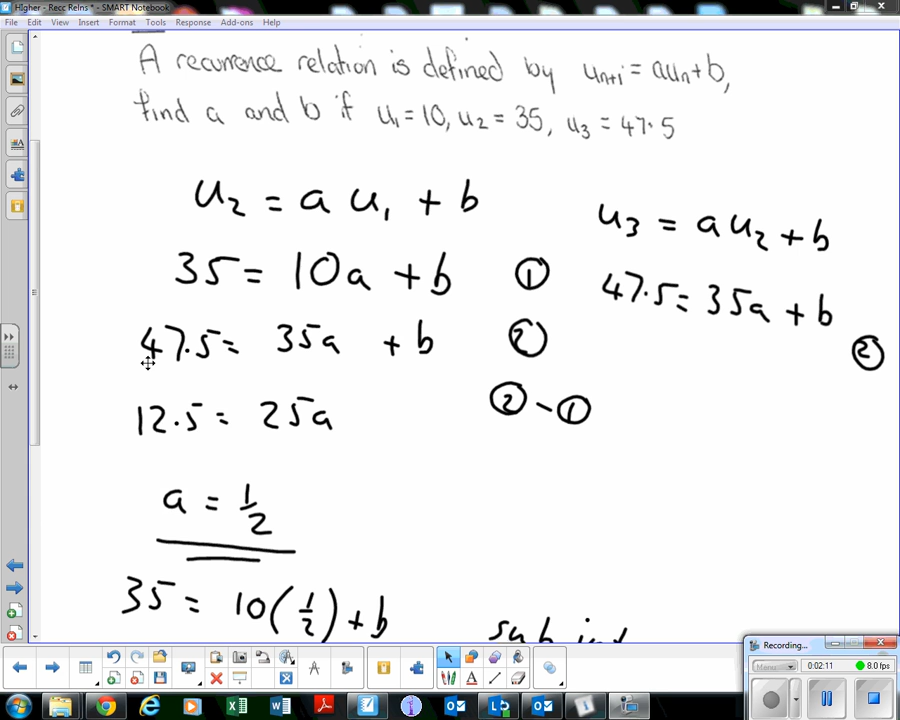 HIgher - Recc Relns * - SMART Notebook
File Edit View Insert Format Tools Response Add-ons Help
A recurrence relation is defined by uₙ₊₁ = auₙ + b,
find a and b if u₁ = 10, u₂ = 35, u₃ = 47·5
u₂ = a u₁ + b
u₃ = a u₂ + b
35 = 10a + b ①
47·5 = 35a + b
②
47·5 = 35a + b ②
12·5 = 25a ② - ①
a = 1/2
35 = 10(1/2) + b
sub int
Recording...
Menu
0:02:11
8.0 fps